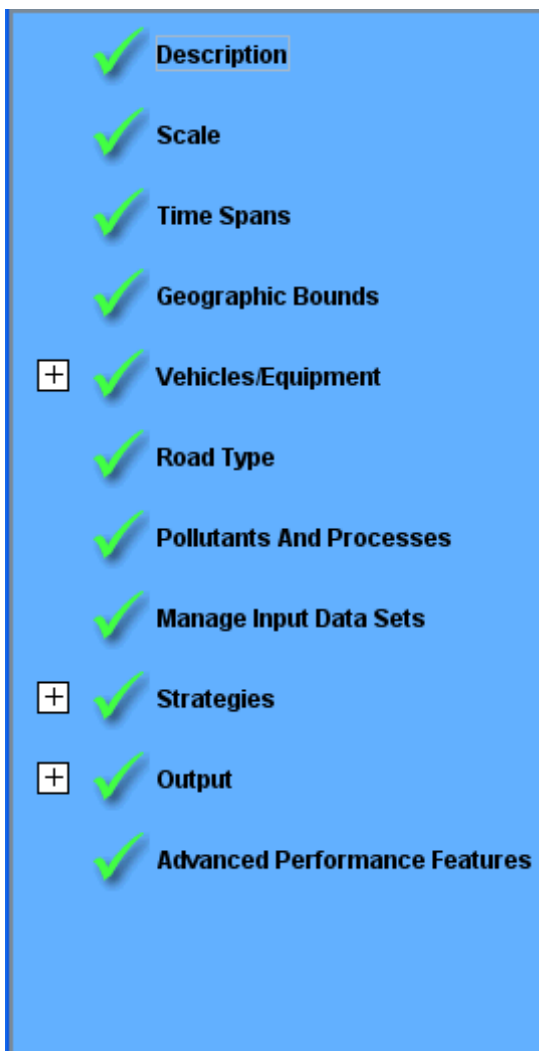 Description
Scale
Time Spans
Geographic Bounds
Vehicles/Equipment
Road Type
Pollutants And Processes
Manage Input Data Sets
Strategies
Output
Advanced Performance Features